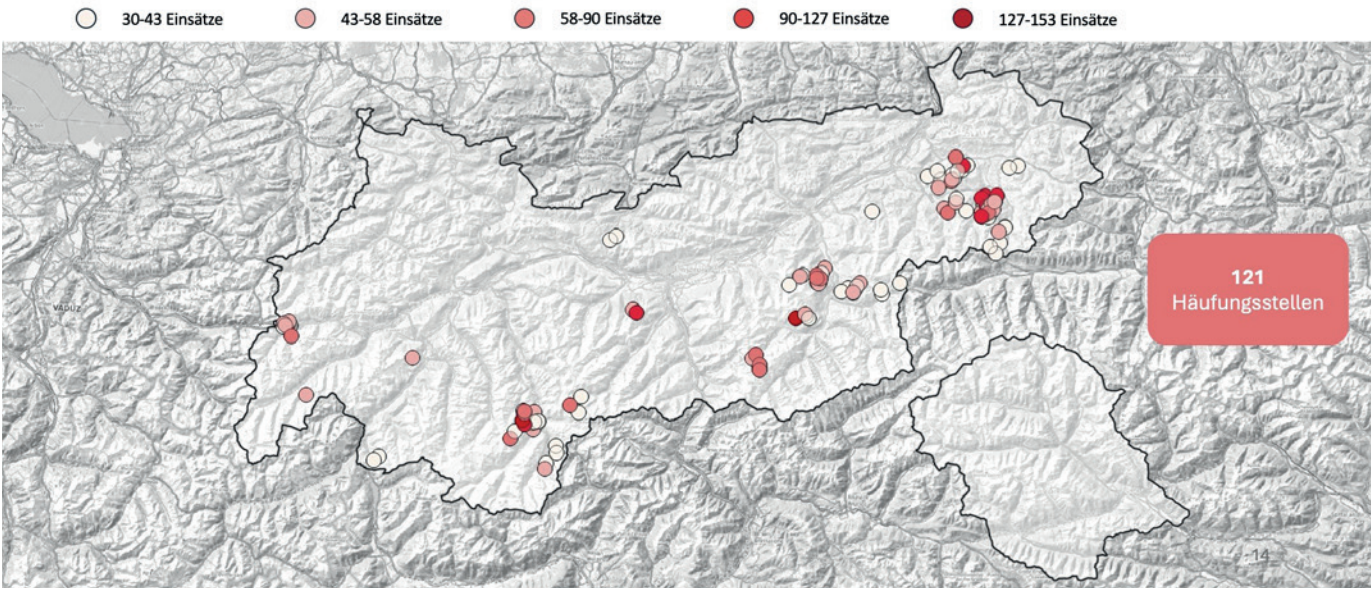 30-43 Einsätze
43-58 Einsätze
58-90 Einsätze
90-127 Einsätze
127-153 Einsätze
VADUZ
121
Häufungsstellen
14